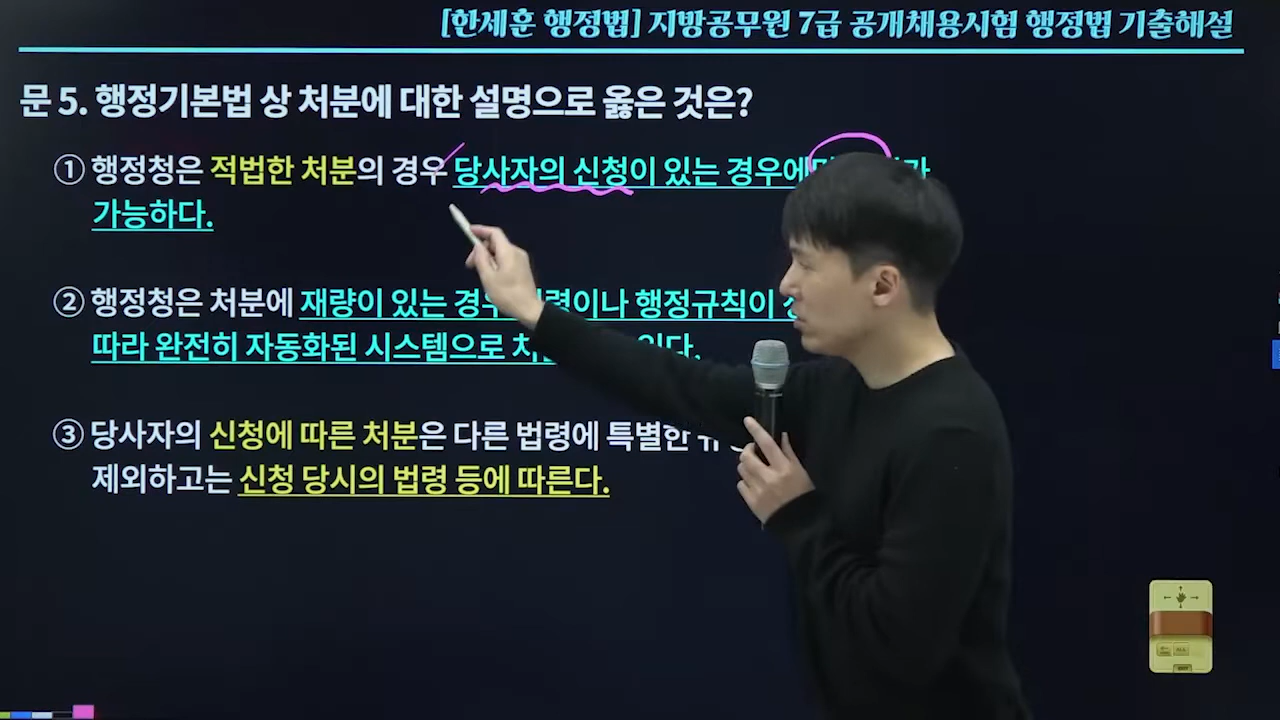 [한세훈 행정법] 지방공무원 7급 공개채용시험 행정법 기출해설
문 5. 행정기본법 상 처분에 대한 설명으로 옳은 것은?
① 행정청은 적법한 처분의 경우 당사자의 신청이 있는 경우에
가능하다.
② 행정청은 처분에 재량이 있는 경우 행정규칙이
따라 완전히 자동화된 시스템으로 있다.
③ 당사자의 신청에 따른 처분은 다른 법령에 특별한
제외하고는 신청 당시의 법령 등에 따른다.